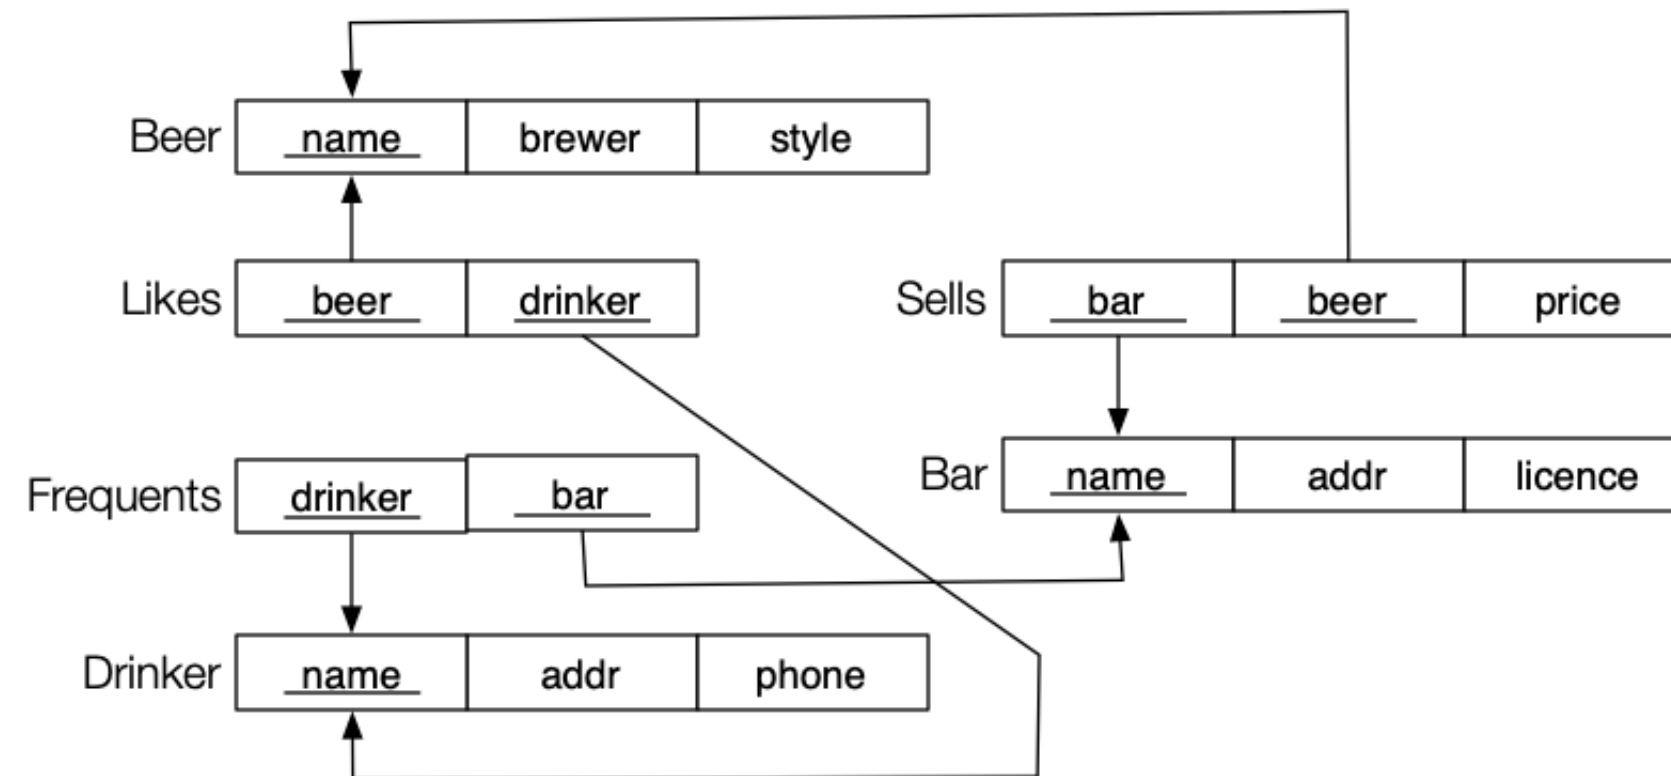 Beer name brewer style
Likes beer drinker
Sells bar beer price
Frequents drinker bar
Bar name addr licence
Drinker name addr phone